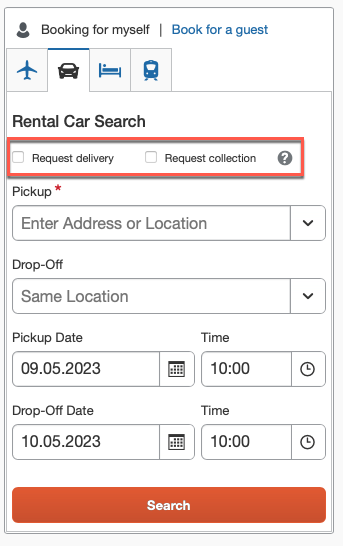 Booking for myself | Book for a guest
Rental Car Search
Request delivery Request collection ?
Pickup *
Enter Address or Location
Drop-Off
Same Location
Pickup Date Time
09.05.2023 10:00
Drop-Off Date Time
10.05.2023 10:00
Search